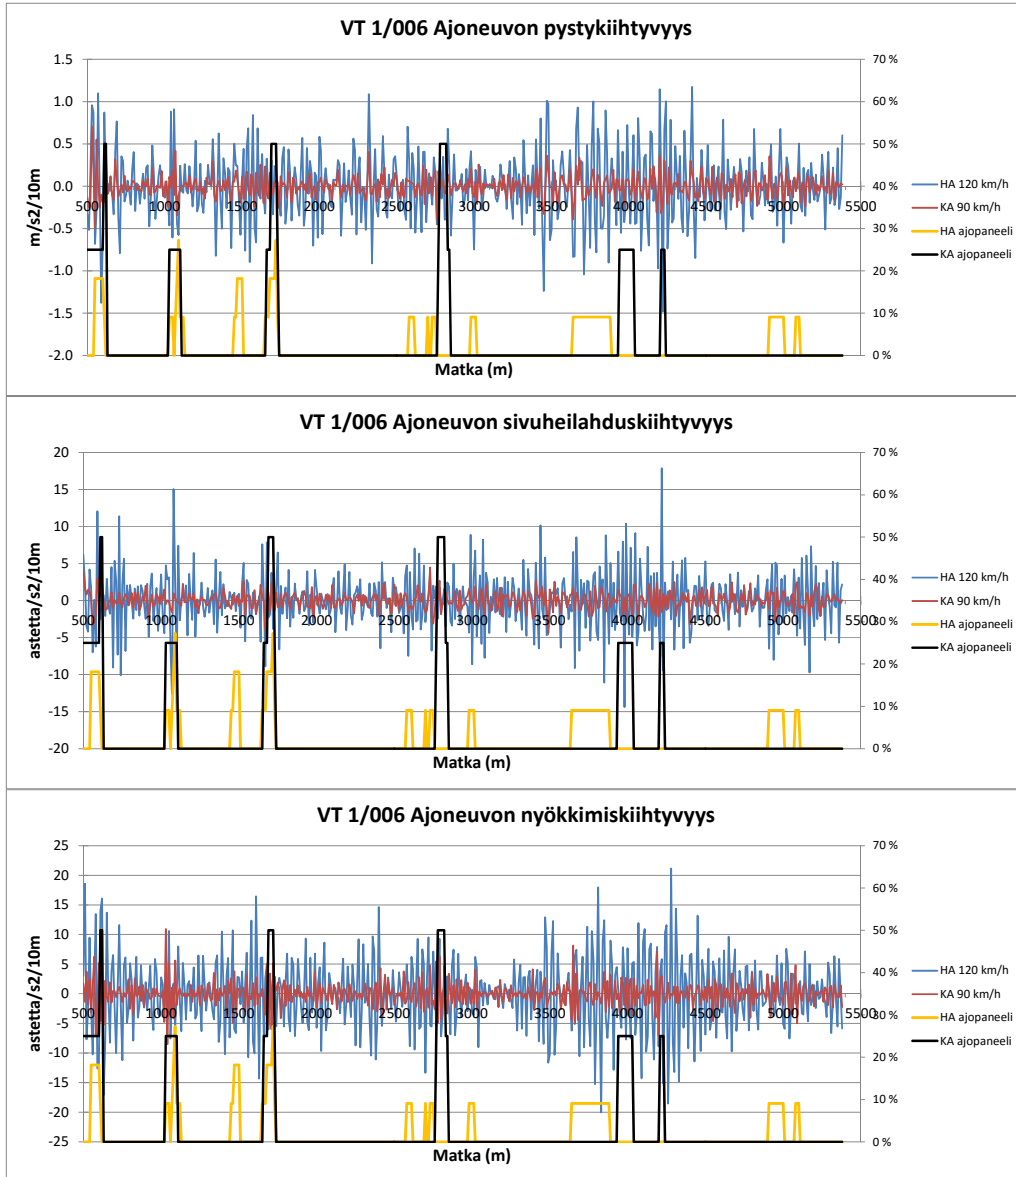 VT 1/006 Ajoneuvon pystykiihtyvyys
1.5
1.0
0.5
0.0
-0.5
-1.0
-1.5
-2.0
m/s2/10m
500 1000 1500 2000 2500 3000 3500 4000 4500 5000 5500
Matka (m)
70 %
60 %
50 %
40 %
30 %
20 %
10 %
0 %
HA 120 km/h
KA 90 km/h
HA ajopaneeli
KA ajopaneeli
VT 1/006 Ajoneuvon sivuheilahduskiihtyvyys
20
15
10
5
0
-5
-10
-15
-20
astetta/s2/10m
500 1000 1500 2000 2500 3000 3500 4000 4500 5000 5500
Matka (m)
70 %
60 %
50 %
40 %
30 %
20 %
10 %
0 %
HA 120 km/h
KA 90 km/h
HA ajopaneeli
KA ajopaneeli
VT 1/006 Ajoneuvon nyökkimiskiihtyvyys
25
20
15
10
5
0
-5
-10
-15
-20
-25
astetta/s2/10m
500 1000 1500 2000 2500 3000 3500 4000 4500 5000 5500
Matka (m)
70 %
60 %
50 %
40 %
30 %
20 %
10 %
0 %
HA 120 km/h
KA 90 km/h
HA ajopaneeli
KA ajopaneeli